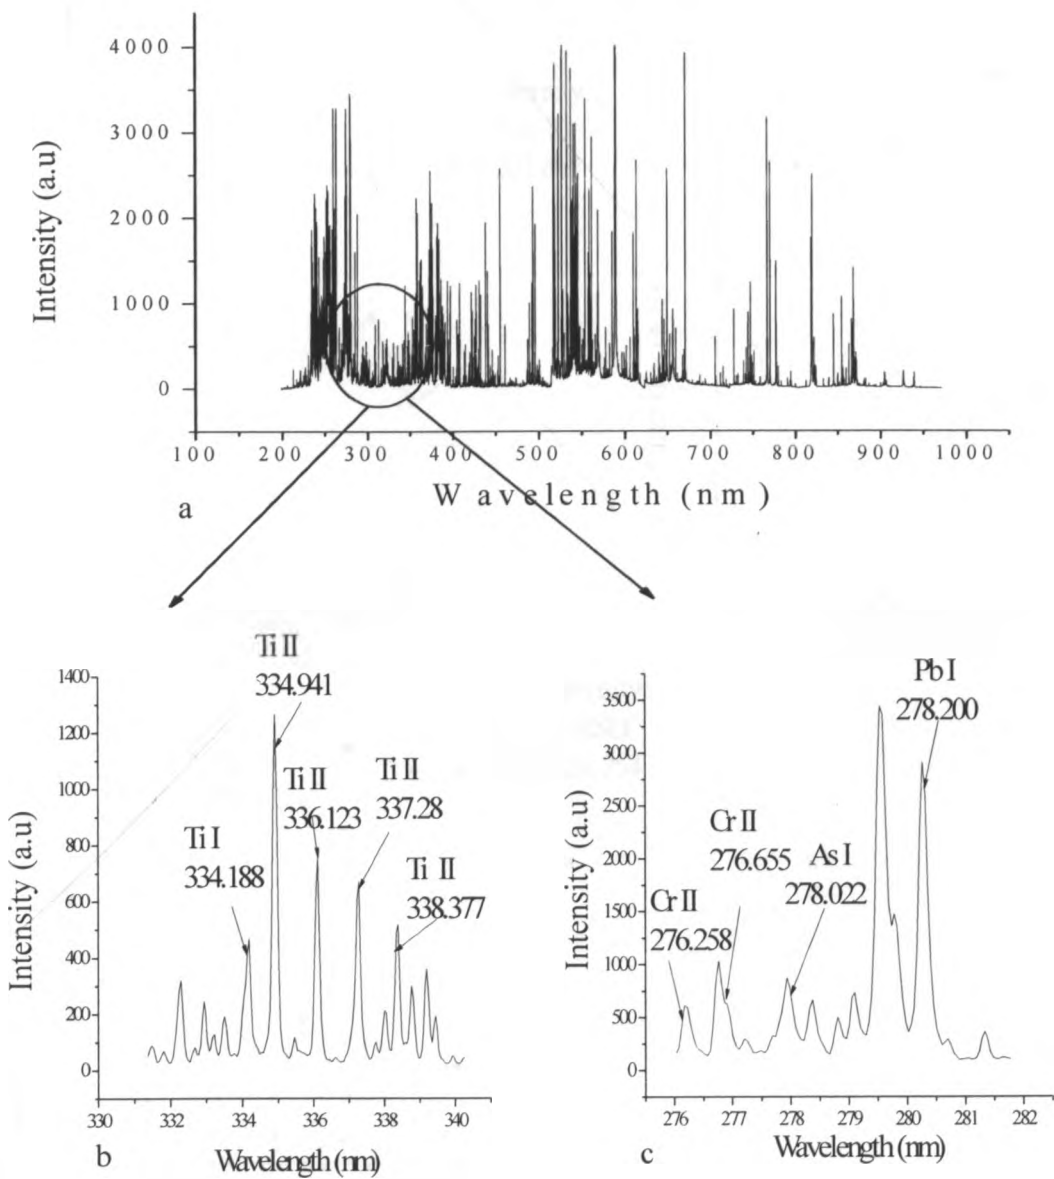 4000
3000
2000
1000
0
Intensity (a.u)
100 200 300 400 500 600 700 800 900 1000
Wavelength (nm)
a
Ti II
334.941
Ti II
336.123
Ti II
337.28
Ti I
334.188
Ti II
338.377
1400
1200
1000
800
600
400
200
0
Intensity (a.u)
330 332 334 336 338 340
Wavelength (nm)
b
Pb I
278.200
Cr II
276.655
As I
278.022
Cr II
276.258
3500
3000
2500
2000
1500
1000
500
0
Intensity (a.u)
276 277 278 279 280 281 282
Wavelength (nm)
c